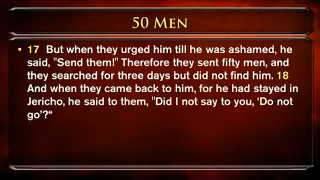 50 Men
• 17 But when they urged him till he was ashamed, he
said, "Send them!" Therefore they sent fifty men, and
they searched for three days but did not find him. 18
And when they came back to him, for he had stayed in
Jericho, he said to them, "Did I not say to you, ‘Do not
go’?“